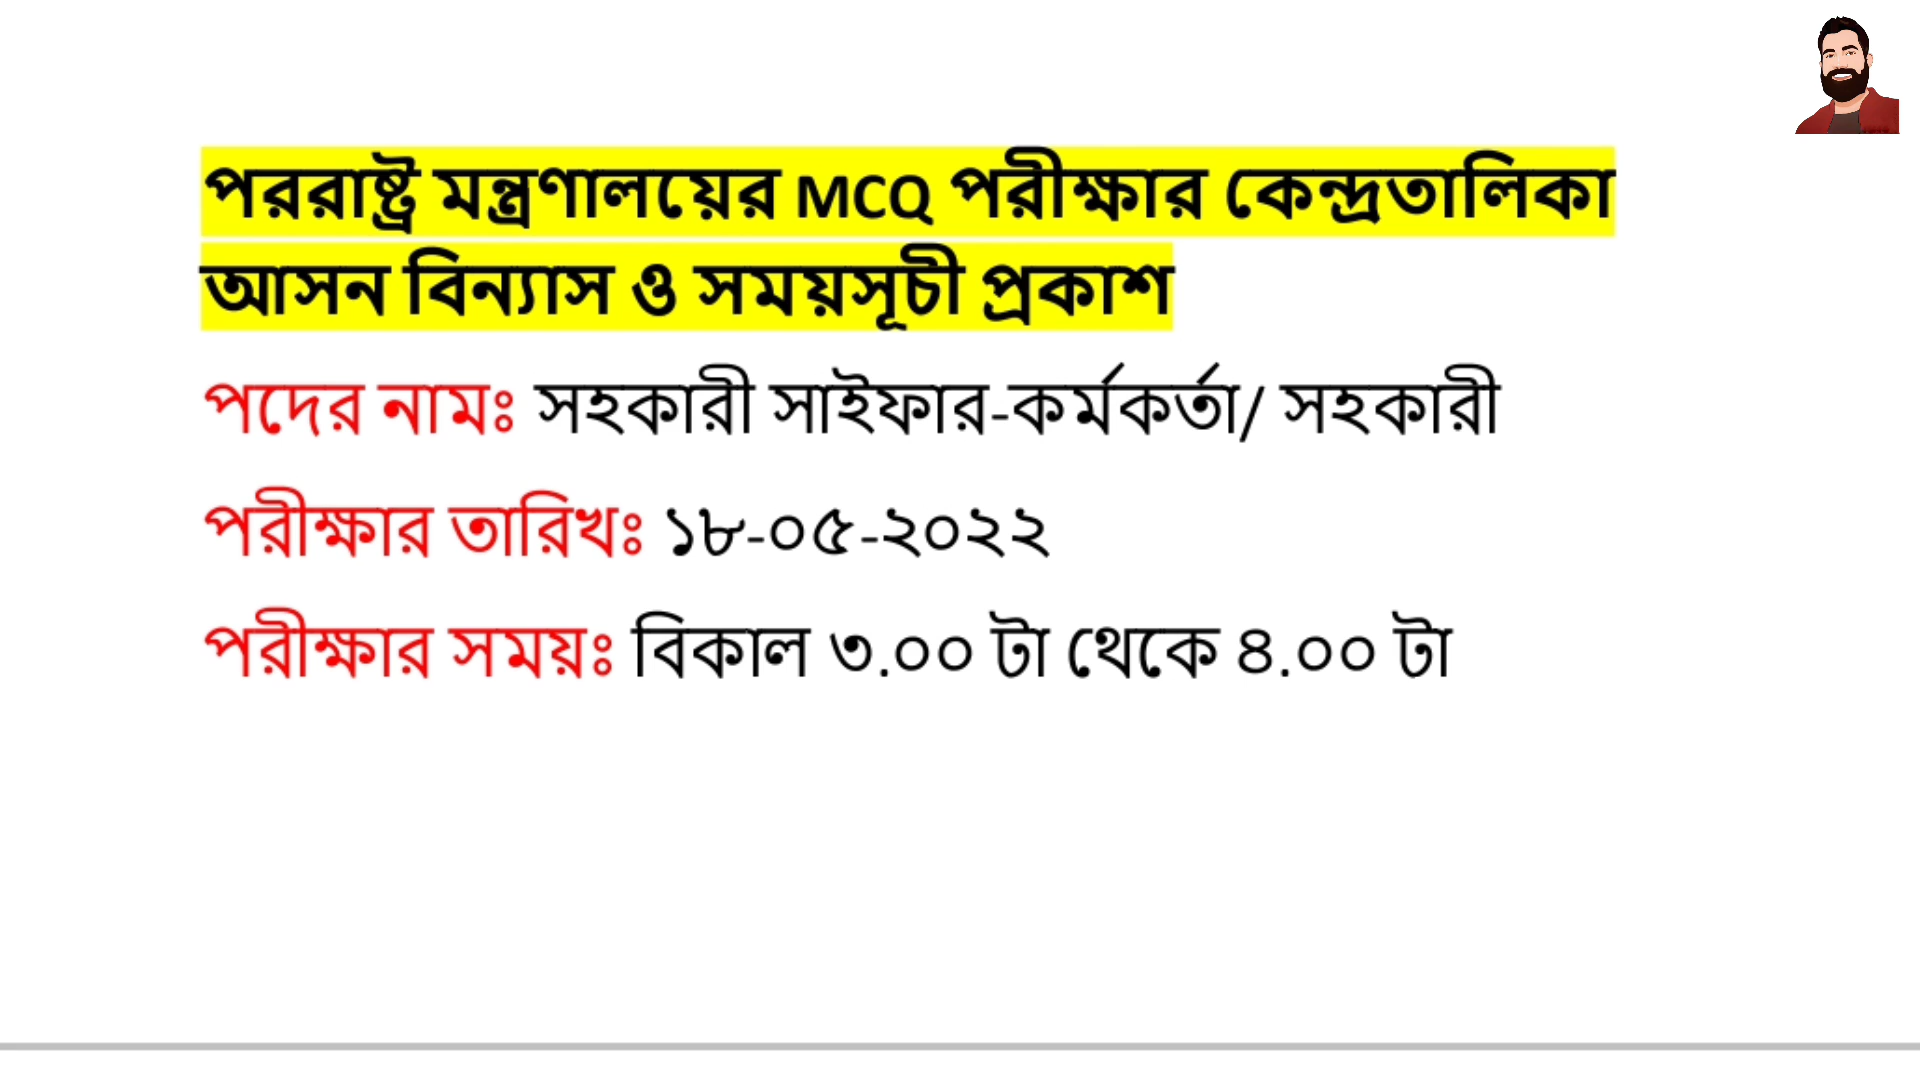 পররাষ্ট্র মন্ত্রণালয়ের MCQ পরীক্ষার কেন্দ্রতালিকা
আসন বিন্যাস ও সময়সূচী প্রকাশ
পদের নামঃ সহকারী সাইফার-কর্মকর্তা/ সহকারী
পরীক্ষার তারিখঃ ১৮-০৫-২০২২
পরীক্ষার সময়ঃ বিকাল ৩.০০ টা থেকে ৪.০০ টা